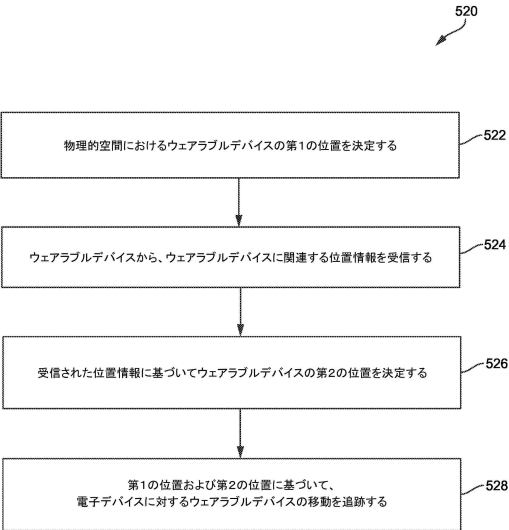 520
物理的空間におけるウェアラブルデバイスの第1の位置を決定する
522
ウェアラブルデバイスから、ウェアラブルデバイスに関連する位置情報を受信する
524
受信された位置情報に基づいてウェアラブルデバイスの第2の位置を決定する
526
第1の位置および第2の位置に基づいて、
電子デバイスに対するウェアラブルデバイスの移動を追跡する
528